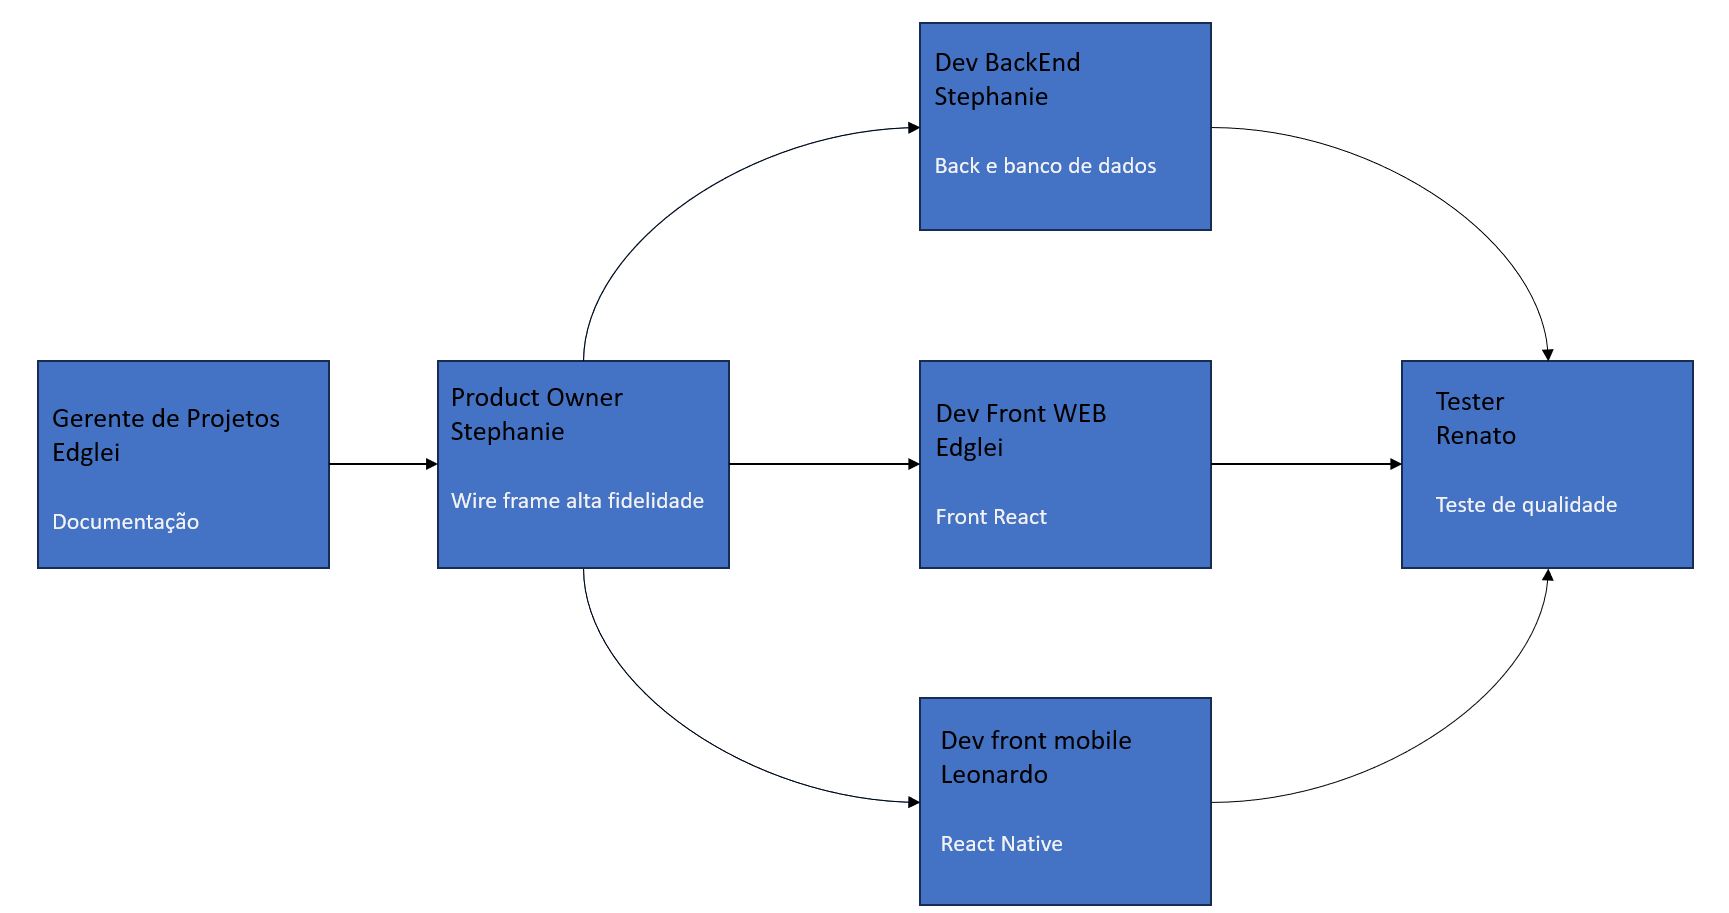 Gerente de Projetos
Edglei
Documentação
Product Owner
Stephanie
Wire frame alta fidelidade
Dev BackEnd
Stephanie
Back e banco de dados
Dev Front WEB
Edglei
Front React
Dev front mobile
Leonardo
React Native
Tester
Renato
Teste de qualidade